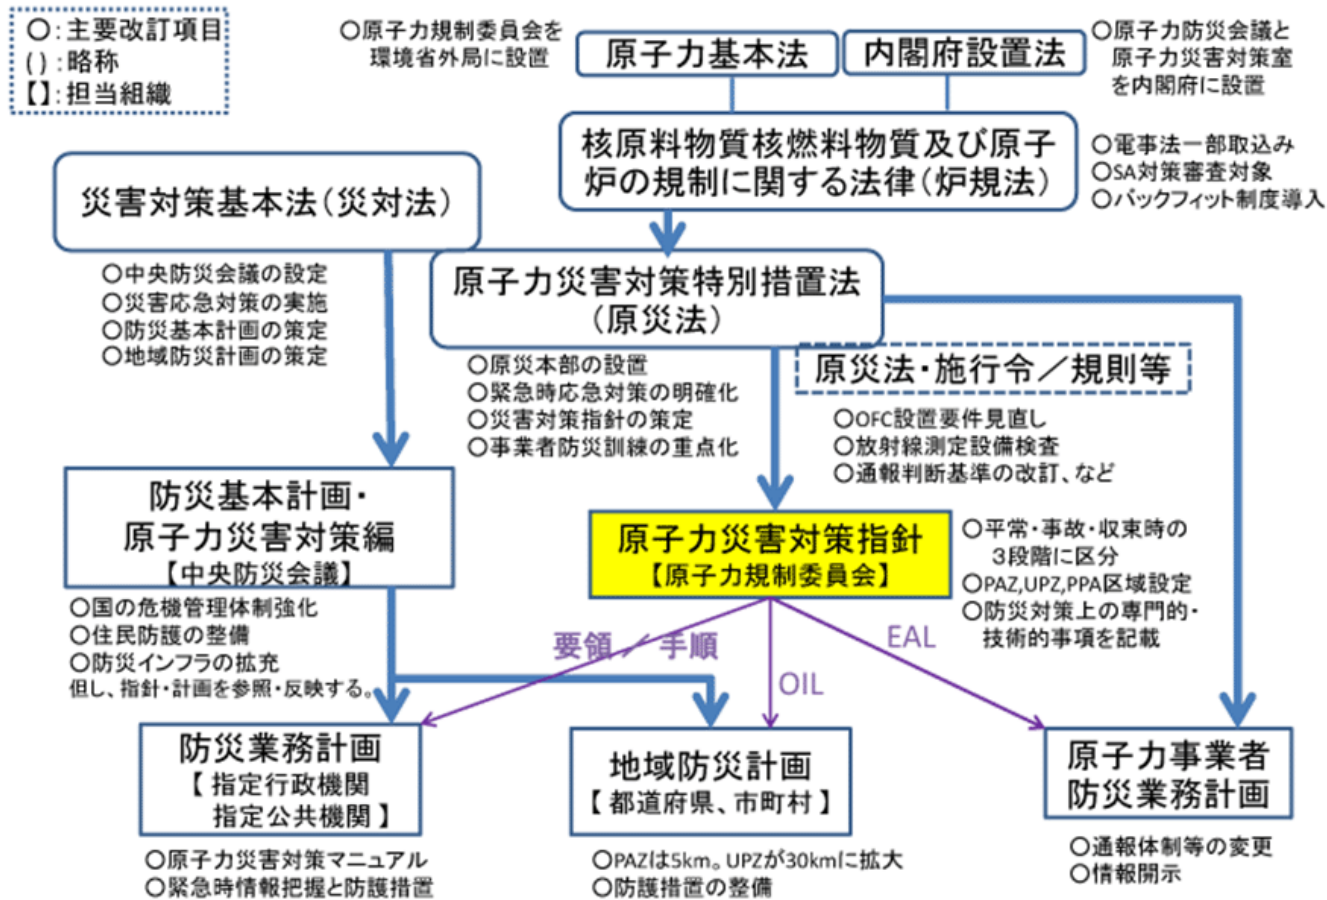 ○:主要改訂項目
( ):略称
【】:担当組織
○原子力規制委員会を
環境省外局に設置
原子力基本法
内閣府設置法
○原子力防災会議と
原子力災害対策室
を内閣府に設置
核原料物質核燃料物質及び原子
炉の規制に関する法律(炉規法)
○電事法一部取込み
○SA対策審査対象
○バックフィット制度導入
災害対策基本法(災対法)
○中央防災会議の設定
○災害応急対策の実施
○防災基本計画の策定
○地域防災計画の策定
原子力災害対策特別措置法
(原災法)
○原災本部の設置
○緊急時応急対策の明確化
○災害対策指針の策定
○事業者防災訓練の重点化
原災法・施行令/規則等
○OFC設置要件見直し
○放射線測定設備検査
○通報判断基準の改訂、など
防災基本計画・
原子力災害対策編
【中央防災会議】
○国の危機管理体制強化
○住民防護の整備
○防災インフラの拡充
但し、指針・計画を参照・反映する。
原子力災害対策指針
【原子力規制委員会】
○平常・事故・収束時の
3段階に区分
○PAZ,UPZ,PPA区域設定
○防災対策上の専門的・
技術的事項を記載
要領/手順
OIL
EAL
防災業務計画
【指定行政機関
指定公共機関】
○原子力災害対策マニュアル
○緊急時情報把握と防護措置
地域防災計画
【都道府県、市町村】
○PAZは5km。UPZが30kmに拡大
○防護措置の整備
原子力事業者
防災業務計画
○通報体制等の変更
○情報開示